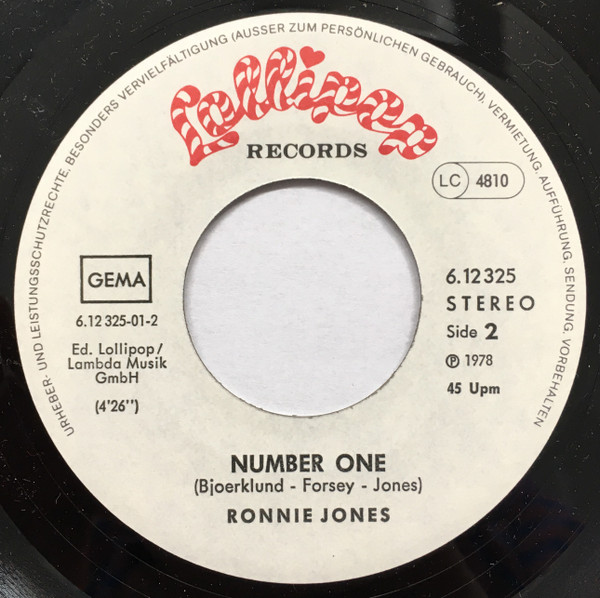 URHEBER- UND LEISTUNGSSCHUTZRECHTE, BESONDERS VERVIELFÄLTIGUNG (AUSSER ZUM PERSÖNLICHEN GEBRAUCH), VERMIETUNG, AUFFÜHRUNG, SENDUNG, VORBEHALTEN
Lollipop
RECORDS
LC 4810
GEMA
6.12 325-01-2
Ed. Lollipop/
Lambda Musik
GmbH
(4'26'')
6.12 325
STEREO
Side 2
℗ 1978
45 Upm
NUMBER ONE
(Bjoerklund - Forsey - Jones)
RONNIE JONES